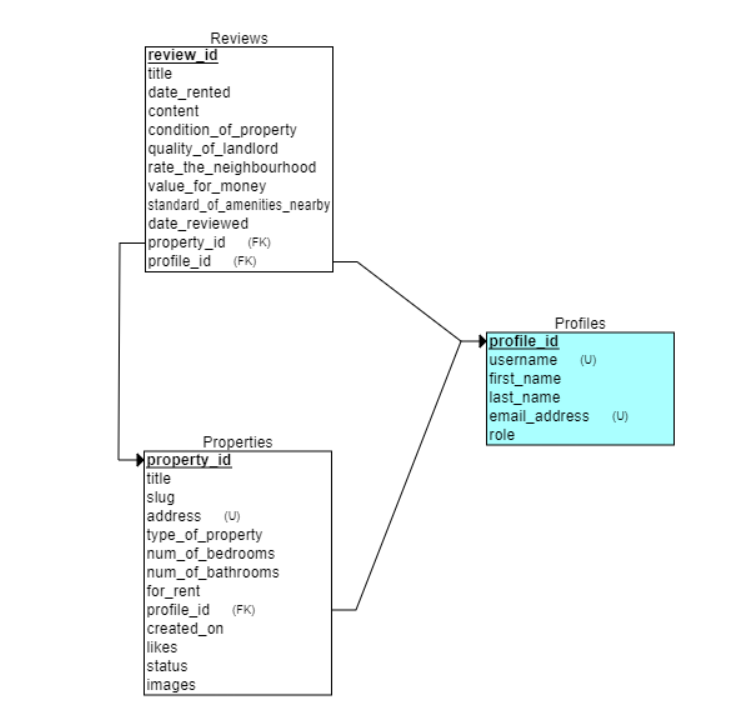 Reviews
review_id
title
date_rented
content
condition_of_property
quality_of_landlord
rate_the_neighbourhood
value_for_money
standard_of_amenities_nearby
date_reviewed
property_id (FK)
profile_id (FK)
Profiles
profile_id
username (U)
first_name
last_name
email_address (U)
role
Properties
property_id
title
slug
address (U)
type_of_property
num_of_bedrooms
num_of_bathrooms
for_rent
profile_id (FK)
created_on
likes
status
images